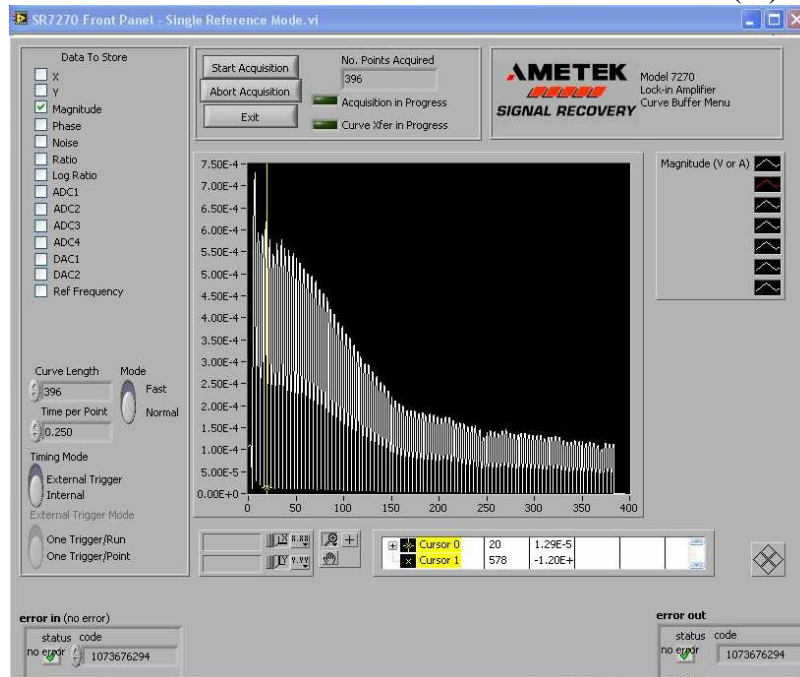 SR7270 Front Panel - Single Reference Mode.vi
Data To Store
X
Y
Magnitude
Phase
Noise
Ratio
Log Ratio
ADC1
ADC2
ADC3
ADC4
DAC1
DAC2
Ref Frequency
Curve Length
396
Mode
Fast
Normal
Time per Point
0.250
Timing Mode
External Trigger
Internal
External Trigger Mode
One Trigger/Run
One Trigger/Point
Start Acquisition
Abort Acquisition
Exit
No. Points Acquired
396
Acquisition in Progress
Curve Xfer in Progress
AMETEK
SIGNAL RECOVERY
Model 7270
Lock-in Amplifier
Curve Buffer Menu
7.50E-4
7.00E-4
6.50E-4
6.00E-4
5.50E-4
5.00E-4
4.50E-4
4.00E-4
3.50E-4
3.00E-4
2.50E-4
2.00E-4
1.50E-4
1.00E-4
5.00E-5
0.00E+0
0 50 100 150 200 250 300 350 400
Magnitude (V or A)
X X.XX
Y Y.YY
Cursor 0 20 1.29E-5
Cursor 1 578 -1.20E+
error in (no error)
status code
no error 1073676294
error out
status code
no error 1073676294